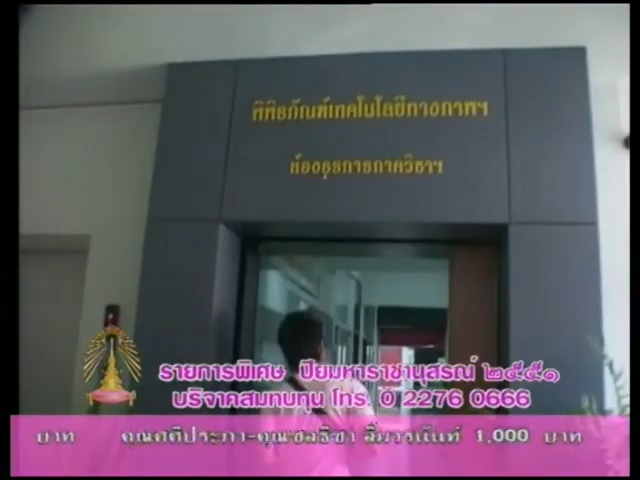 พิพิธภัณฑ์เทคโนโลยีทางภาพฯ
ห้องธุรการภาควิชาฯ
รายการพิเศษ ปิยมหาราชานุสรณ์ ๒๕๕๑
บริจาคสมทบทุน โทร. 0 2276 0666
บาท คุณศศิประภา-คุณชลธิชา สิ่มวรนันท์ 1,000 บาท